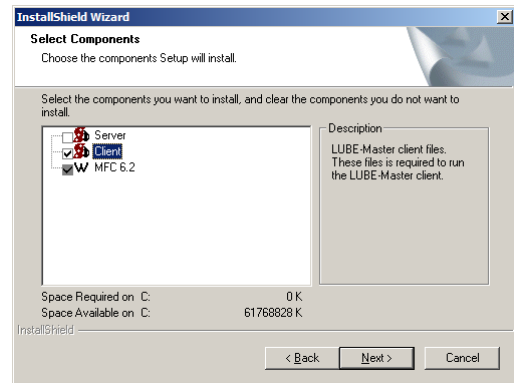 InstallShield Wizard
Select Components
Choose the components Setup will install.
Select the components you want to install, and clear the components you do not want to
install.
Server
Client
MFC 6.2
Description
LUBE-Master client files.
These files is required to run
the LUBE-Master client.
Space Required on C: 0 K
Space Available on C: 61768828 K
InstallShield
< Back Next > Cancel